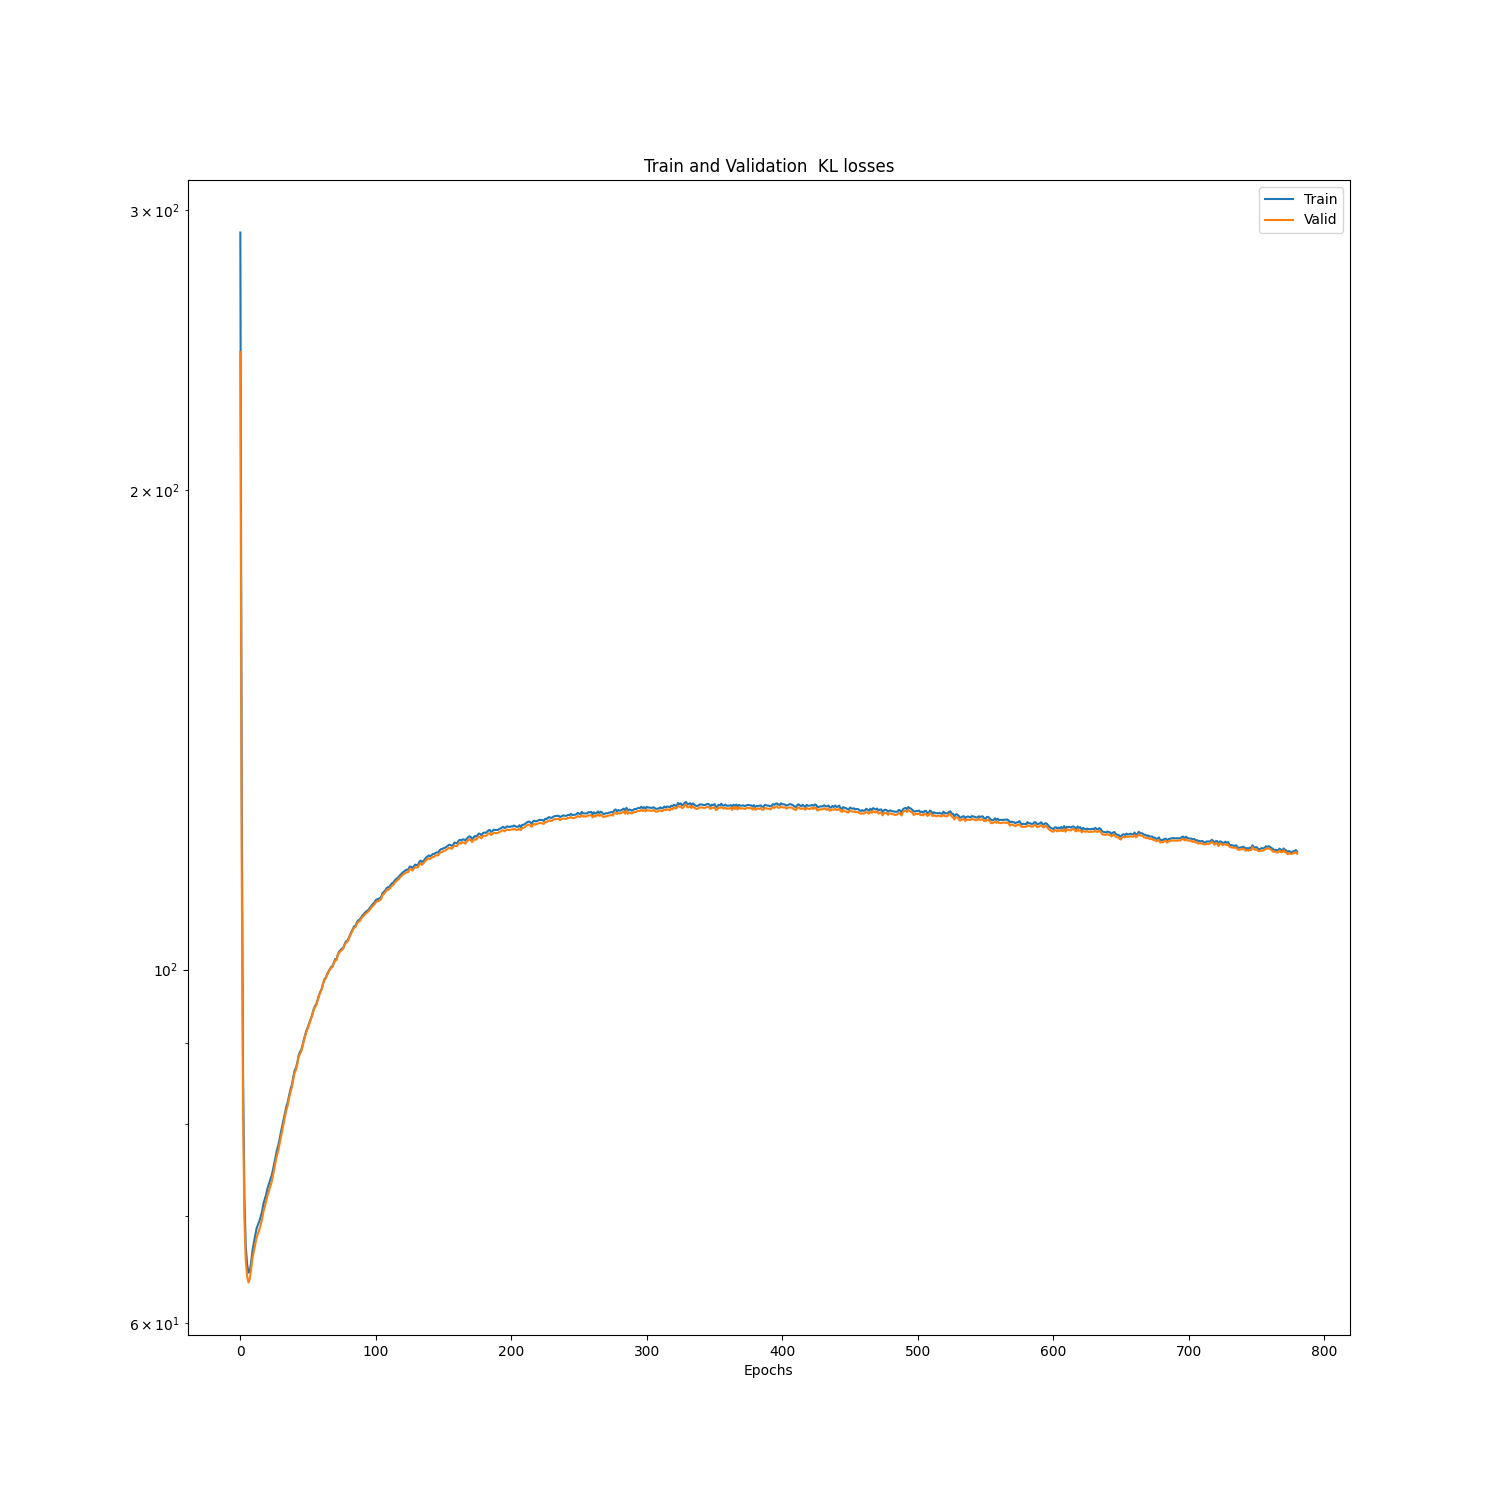 Train and Validation  KL losses
Train
Valid
3 × 10²
2 × 10²
10²
6 × 10¹
0 100 200 300 400 500 600 700 800
Epochs